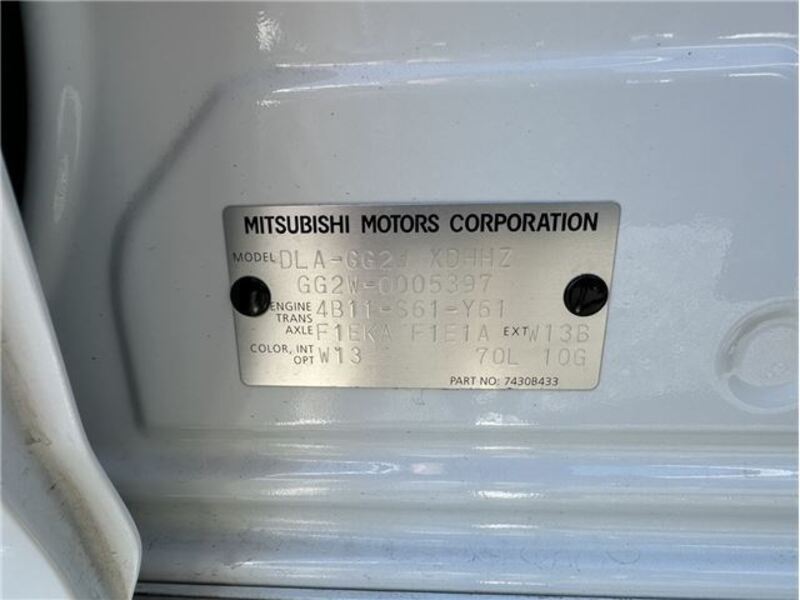 MITSUBISHI MOTORS CORPORATION
MODEL DLA-GG2W XDHHZ
GG2W-0005397
ENGINE 4B11-S61-Y61
TRANS AXLE F1EKA F1E1A EXT W13B
COLOR, INT OPT W13 70L 10G
PART NO: 7430B433